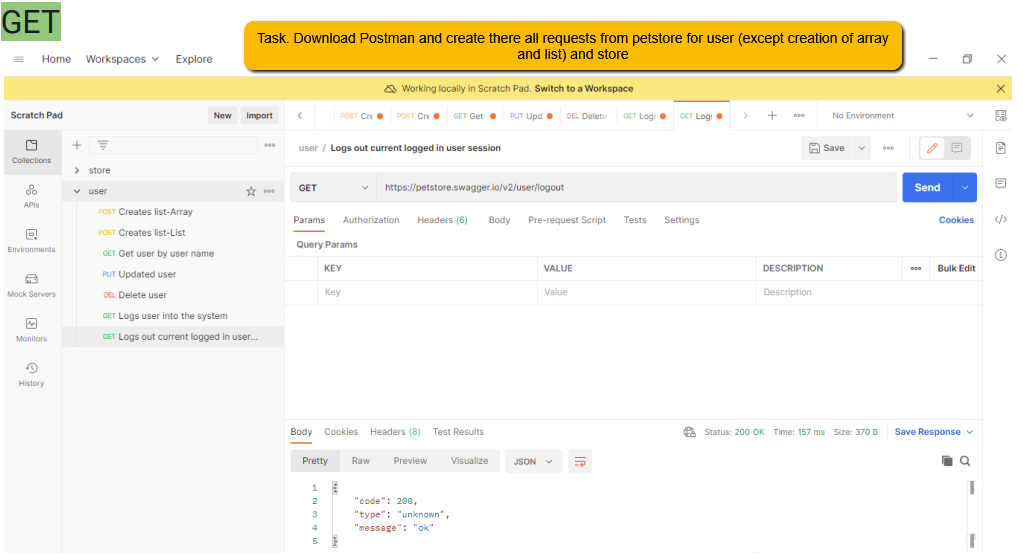 GET
Task. Download Postman and create there all requests from petstore for user (except creation of array
and list) and store
Home Workspaces Explore
Working locally in Scratch Pad. Switch to a Workspace
Scratch Pad New Import
POST Cre POST Cre GET Get PUT Upd DEL Delete GET Logs GET Logs No Environment
Collections
user / Logs out current logged in user session Save
store
user
GET https://petstore.swagger.io/v2/user/logout Send
APIs
POST Creates list-Array
Params Authorization Headers (6) Body Pre-request Script Tests Settings Cookies
POST Creates list-List
Environments
GET Get user by user name
Query Params
PUT Updated user
KEY VALUE DESCRIPTION Bulk Edit
Mock Servers
DEL Delete user
Key Value Description
GET Logs user into the system
Monitors
GET Logs out current logged in user...
History
Body Cookies Headers (8) Test Results Status: 200 OK Time: 157 ms Size: 370 B Save Response
Pretty Raw Preview Visualize JSON
1 {
2 "code": 200,
3 "type": "unknown",
4 "message": "ok"
5 }